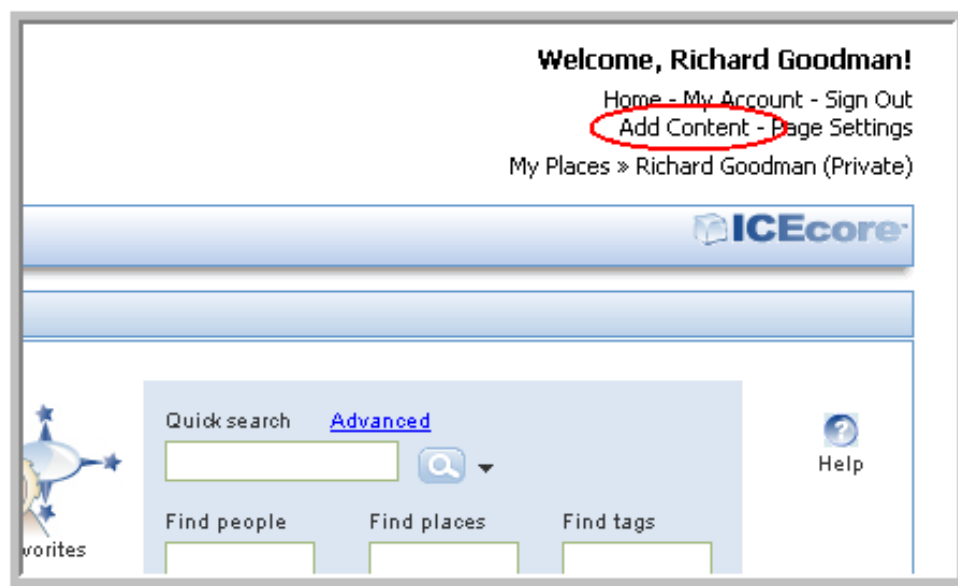 Welcome, Richard Goodman!
Home - My Account - Sign Out
Add Content - Page Settings
My Places » Richard Goodman (Private)
ICEcore
Quick search Advanced
Help
Find people Find places Find tags
vorites